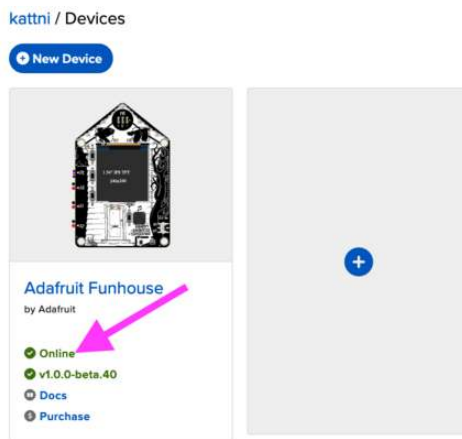 kattni / Devices
New Device
Adafruit Funhouse
by Adafruit
Online
v1.0.0-beta.40
Docs
Purchase